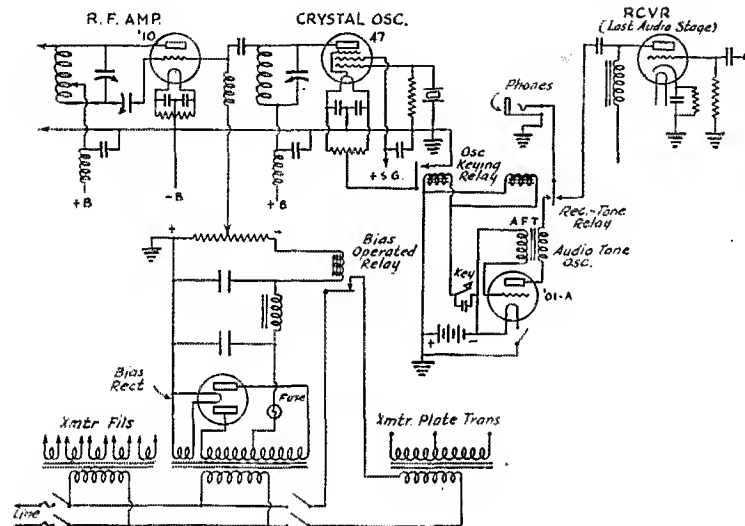 R.F. AMP.
'10
CRYSTAL OSC.
47
RCVR
(Last Audio Stage)
Phones
+B
-B
+B
+S.G.
Osc
Keying
Relay
Rec.-Tone
Relay
+
-
Bias
Operated
Relay
A.F.T
Audio Tone
Osc.
Key
'01-A
+
-
Bias
Rect
Fuse
Xmtr Fils
Xmtr. Plate Trans
Line